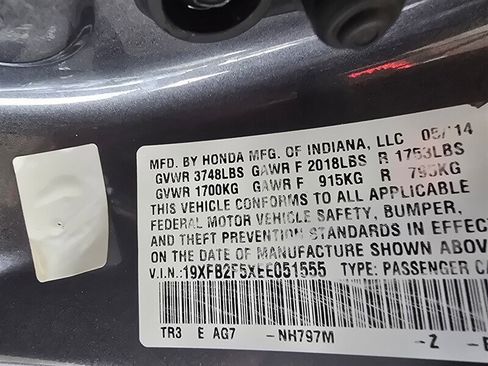 MFD. BY HONDA MFG. OF INDIANA, LLC 05/14
GVWR 3748LBS GAWR F 2018LBS R 1753LBS
GVWR 1700KG GAWR F 915KG R 795KG
THIS VEHICLE CONFORMS TO ALL APPLICABLE
FEDERAL MOTOR VEHICLE SAFETY, BUMPER,
AND THEFT PREVENTION STANDARDS IN EFFECT
ON THE DATE OF MANUFACTURE SHOWN ABOVE
V.I.N.:19XFB2F5XEE051555 TYPE: PASSENGER CA
TR3 E AG7 -NH797M -Z